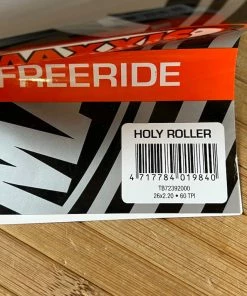 MAXXIS
FREERIDE
HOLY ROLLER
4 717784 019840
TB72392000
26x2.20 • 60 TPI